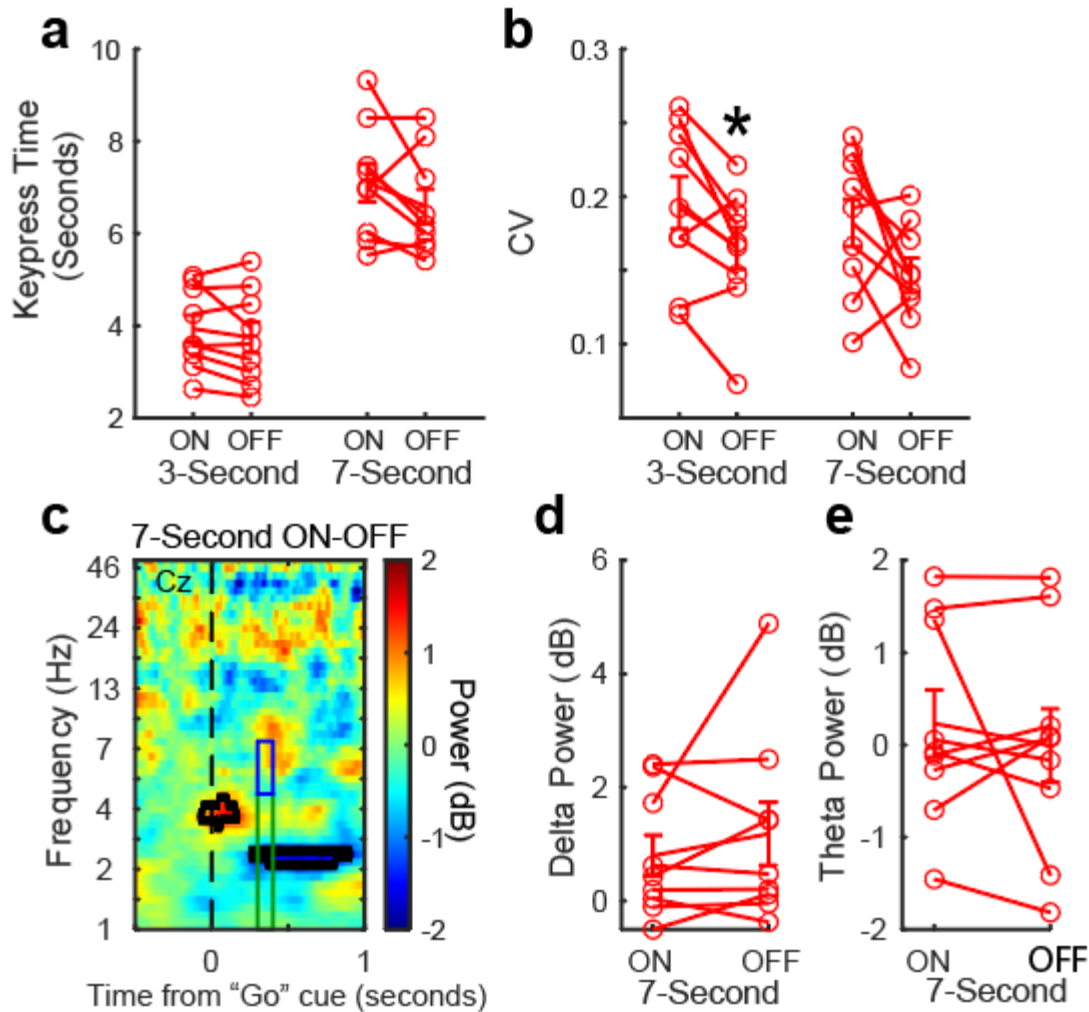 a
Keypress Time
(Seconds)
10
8
6
4
2
ON OFF ON OFF
3-Second 7-Second
b
CV
0.3
0.2
0.1
*
ON OFF ON OFF
3-Second 7-Second
c
7-Second ON-OFF
Cz
Frequency (Hz)
46
24
13
7
4
2
1
0 1
Time from “Go” cue (seconds)
2
1
0
-1
-2
Power (dB)
d
Delta Power (dB)
6
4
2
0
ON OFF
7-Second
e
Theta Power (dB)
2
1
0
-1
-2
ON OFF
7-Second